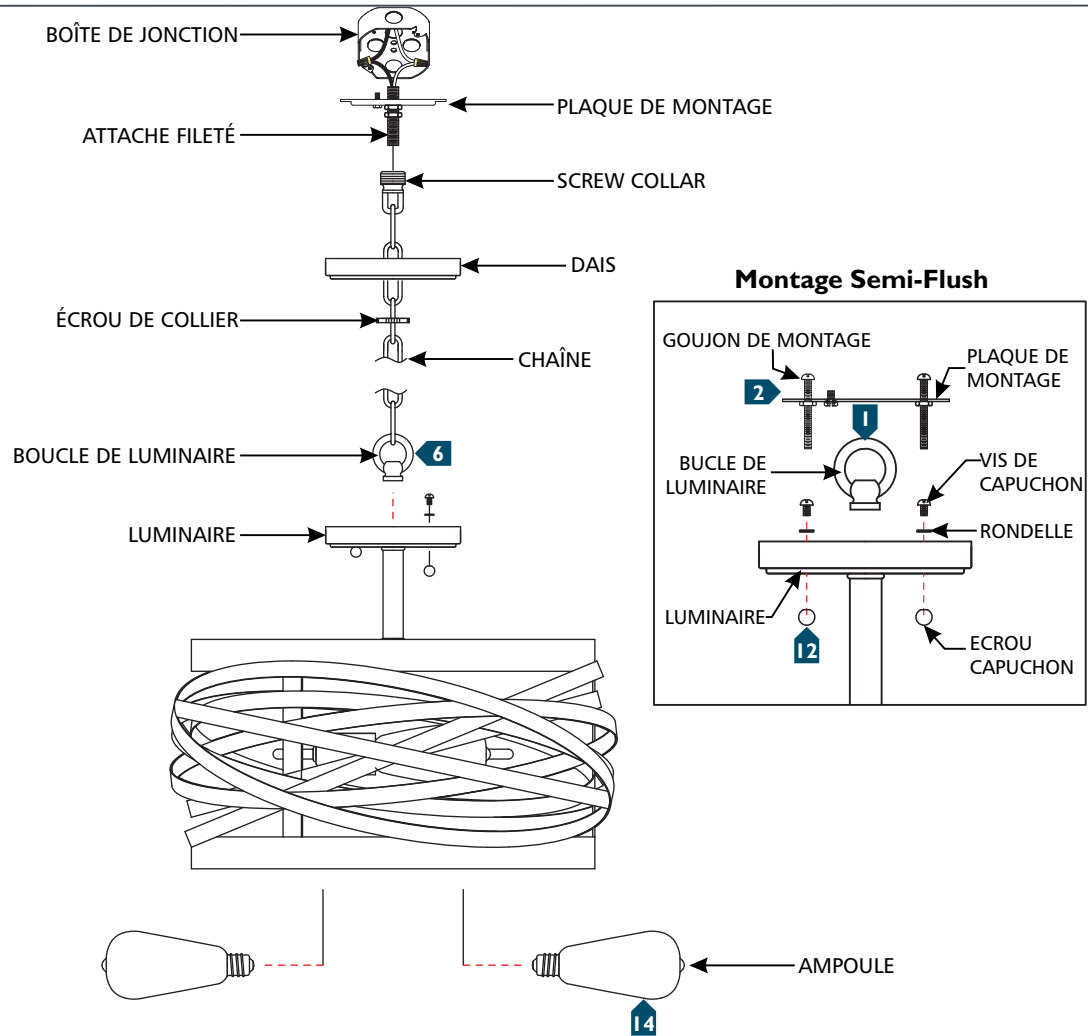 BOÎTE DE JONCTION
PLAQUE DE MONTAGE
ATTACHE FILETÉ
SCREW COLLAR
DAIS
ÉCROU DE COLLIER
CHAÎNE
BOUCLE DE LUMINAIRE
6
LUMINAIRE
AMPOULE
14
Montage Semi-Flush
GOUJON DE MONTAGE
PLAQUE DE
MONTAGE
2
1
BUCLE DE
LUMINAIRE
VIS DE
CAPUCHON
RONDELLE
LUMINAIRE
12
ECROU
CAPUCHON